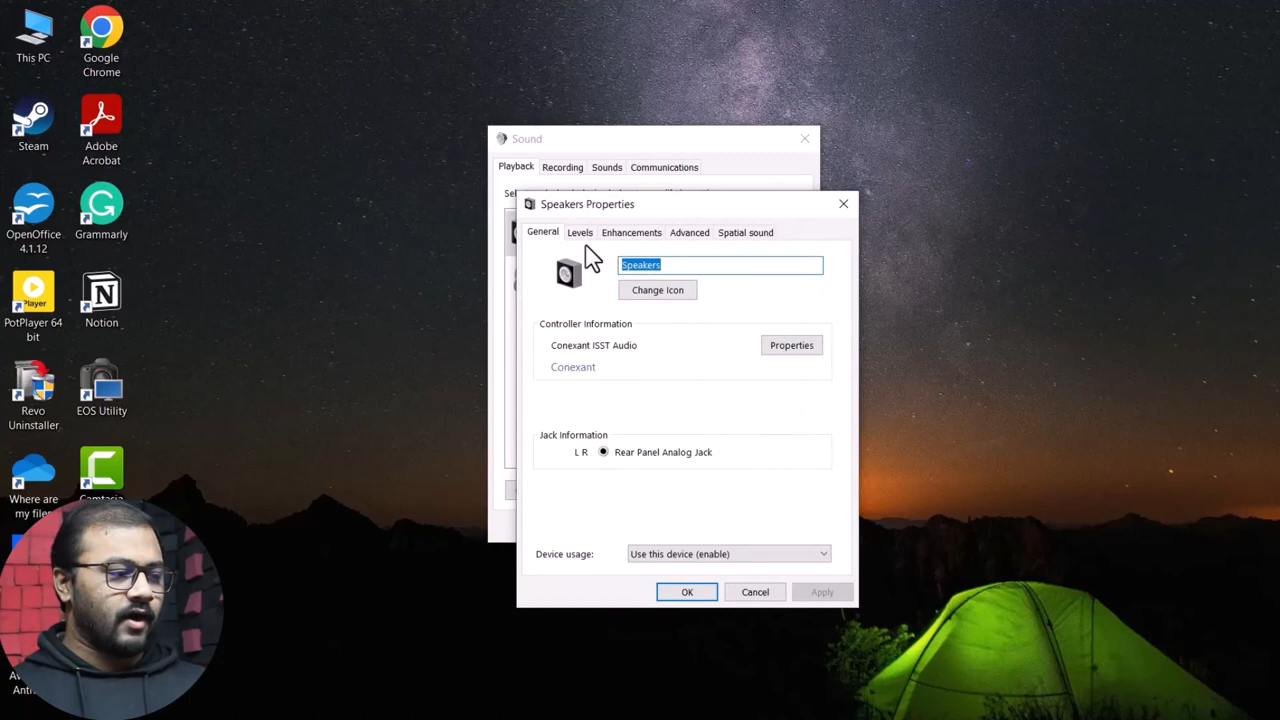 This PC
Google
Chrome
Steam
Adobe
Acrobat
OpenOffice
4.1.12
Grammarly
Player
PotPlayer 64
bit
Notion
Revo
Uninstaller
EOS Utility
Where are
my files
Camtasia
Sound
Playback Recording Sounds Communications
Speakers Properties
General Levels Enhancements Advanced Spatial sound
Speakers
Change Icon
Controller Information
Conexant ISST Audio
Properties
Conexant
Jack Information
L R Rear Panel Analog Jack
Device usage: Use this device (enable)
OK Cancel Apply